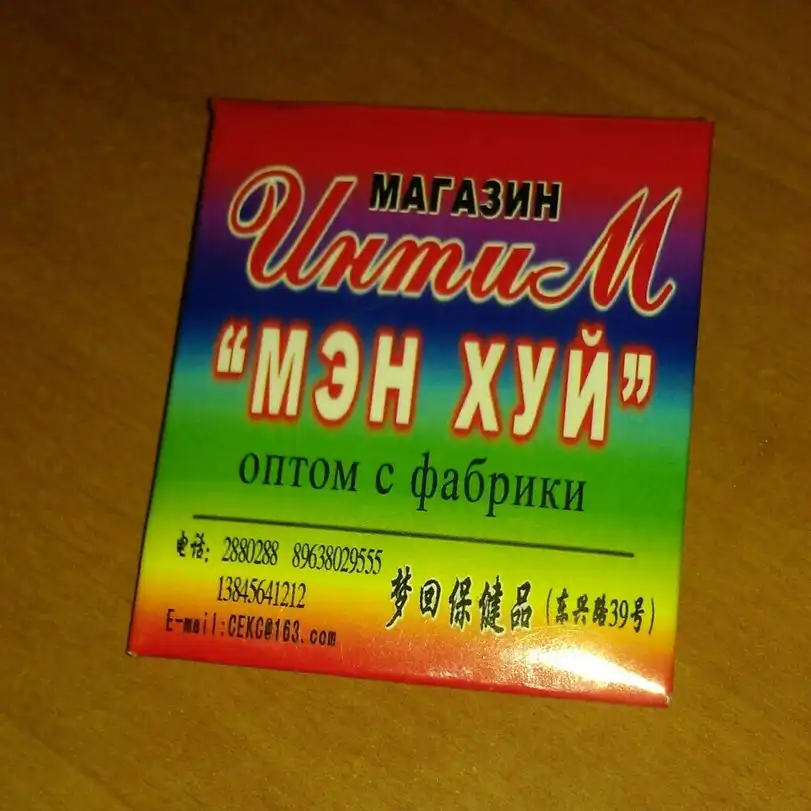 МАГАЗИН
ИнтиМ
“МЭН ХУЙ”
оптом с фабрики
电话: 2880288 89638029555
13845641212
E-mail:CEKC@163.com
梦回保健品(东兴路39号)